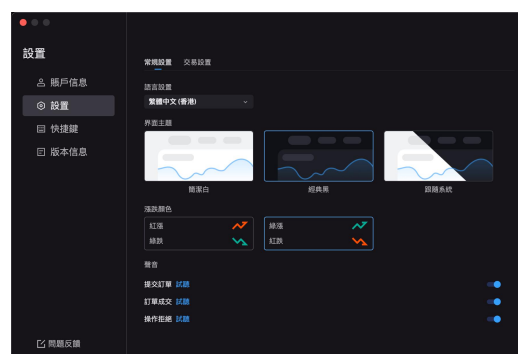 設置
賬戶信息
設置
快捷鍵
版本信息
問題反饋
常規設置 交易設置
語言設置
繁體中文 (香港)
界面主題
簡潔白 經典黑 跟隨系統
漲跌顏色
紅漲 綠漲
綠跌 紅跌
聲音
提交訂單 試聽
訂單成交 試聽
操作拒絕 試聽